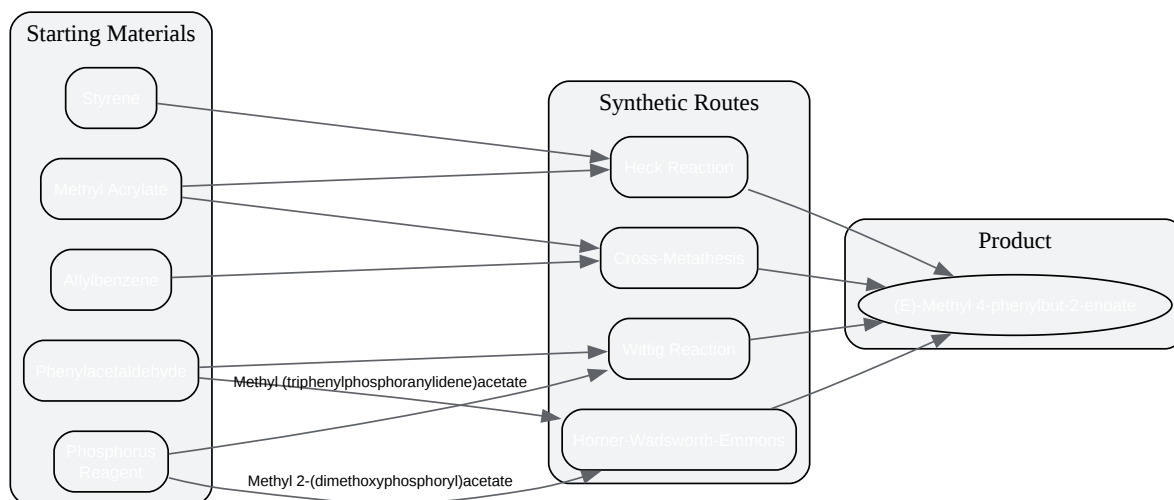 Starting Materials
Styrene
Methyl Acrylate
Allylbenzene
Phenylacetaldehyde
Phosphorus
Reagent
Methyl (triphenylphosphoranylidene)acetate
Methyl 2-(dimethoxyphosphoryl)acetate
Synthetic Routes
Heck Reaction
Cross-Metathesis
Wittig Reaction
Horner-Wadsworth-Emmons
Product
(E)-Methyl 4-phenylbut-2-enoate